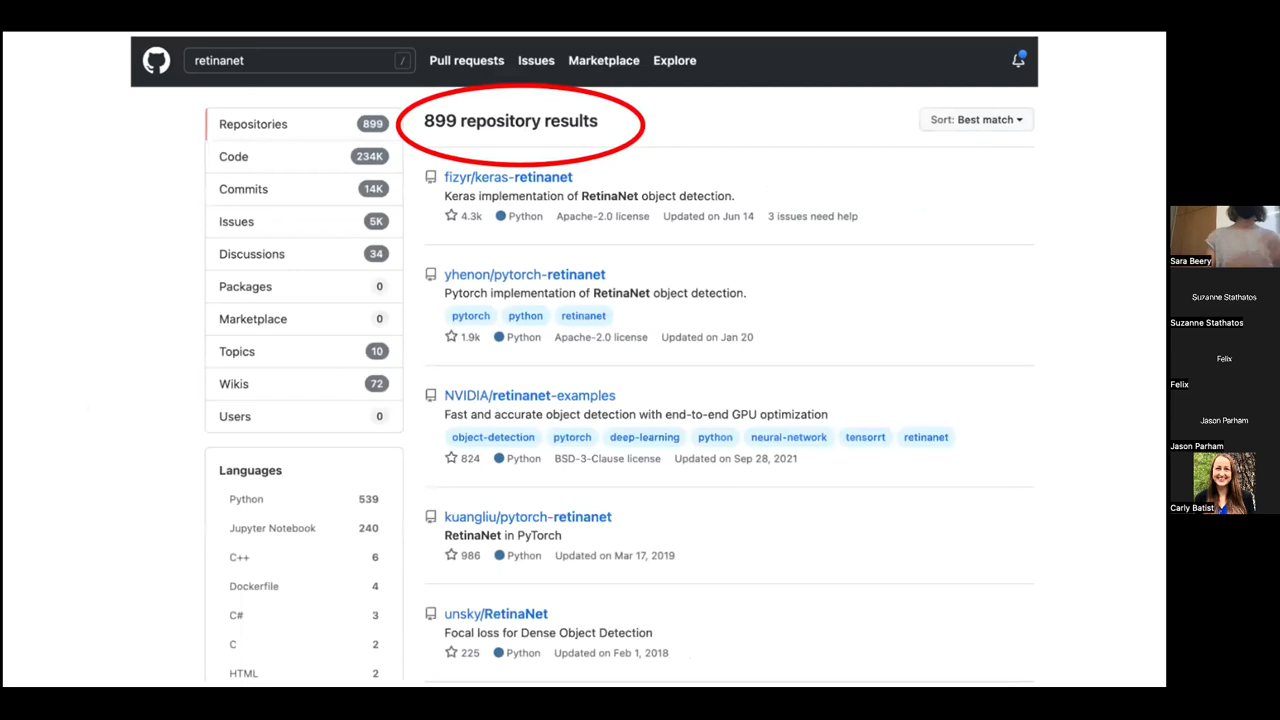 retinanet
/
Pull requests Issues Marketplace Explore
Repositories 899
Code 234K
Commits 14K
Issues 5K
Discussions 34
Packages 0
Marketplace 0
Topics 10
Wikis 72
Users 0
Languages
Python 539
Jupyter Notebook 240
C++ 6
Dockerfile 4
C# 3
C 2
HTML 2
899 repository results
Sort: Best match
fizyr/keras-retinanet
Keras implementation of RetinaNet object detection.
4.3k Python Apache-2.0 license Updated on Jun 14 3 issues need help
yhenon/pytorch-retinanet
Pytorch implementation of RetinaNet object detection.
pytorch python retinanet
1.9k Python Apache-2.0 license Updated on Jan 20
NVIDIA/retinanet-examples
Fast and accurate object detection with end-to-end GPU optimization
object-detection pytorch deep-learning python neural-network tensorrt retinanet
824 Python BSD-3-Clause license Updated on Sep 28, 2021
kuangliu/pytorch-retinanet
RetinaNet in PyTorch
986 Python Updated on Mar 17, 2019
unsky/RetinaNet
Focal loss for Dense Object Detection
225 Python Updated on Feb 1, 2018
Sara Beery
Suzanne Stathatos
Suzanne Stathatos
Felix
Felix
Jason Parham
Jason Parham
Carly Batist